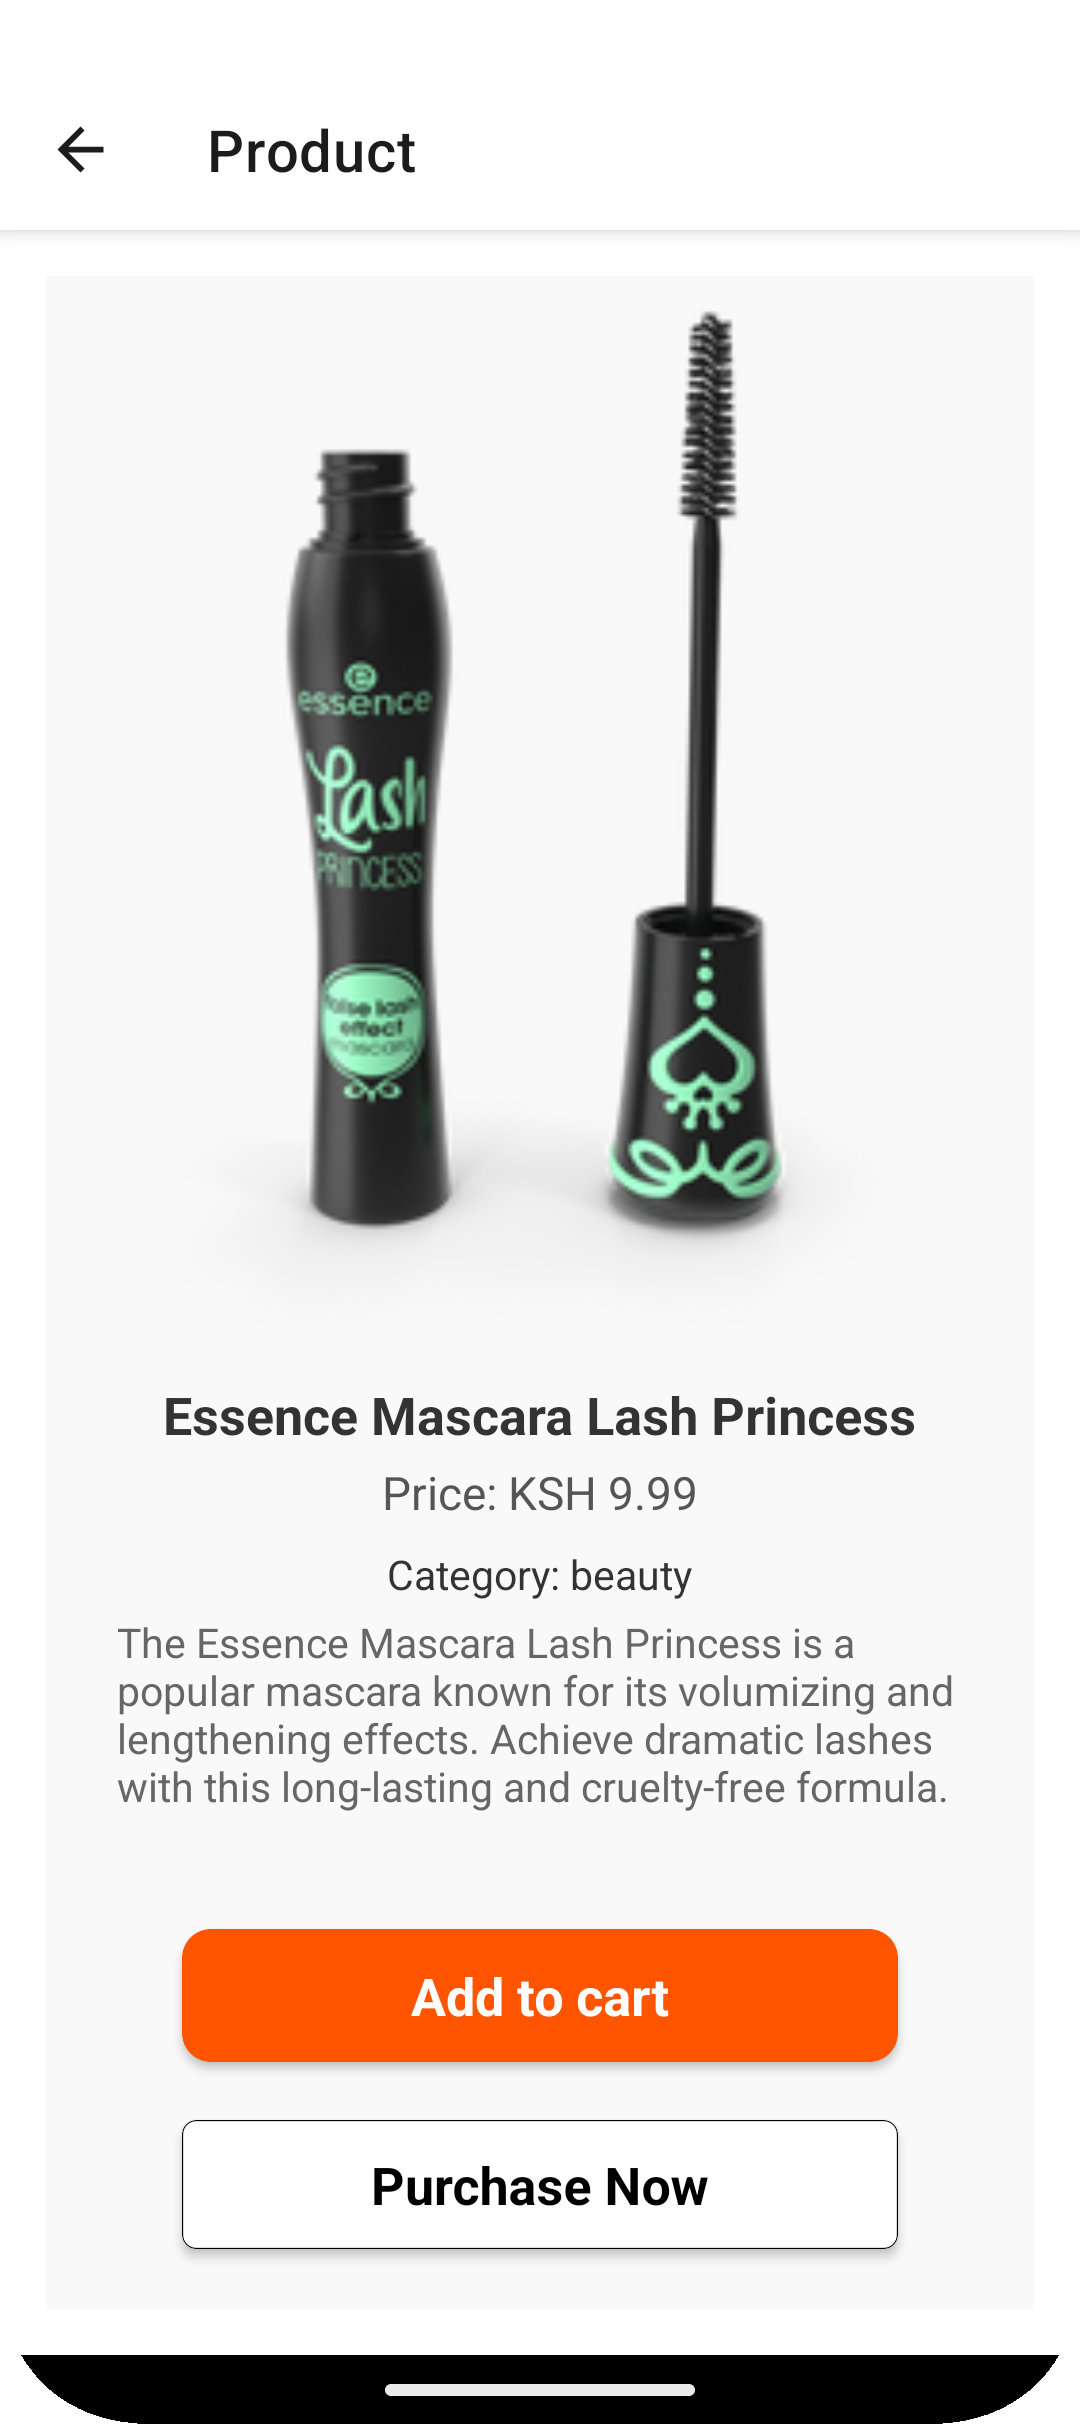 Product
essence
Lash
PRINCESS
false lash
effect
mascara
Essence Mascara Lash Princess
Price: KSH 9.99
Category: beauty
The Essence Mascara Lash Princess is a
popular mascara known for its volumizing and
lengthening effects. Achieve dramatic lashes
with this long-lasting and cruelty-free formula.
Add to cart
Purchase Now